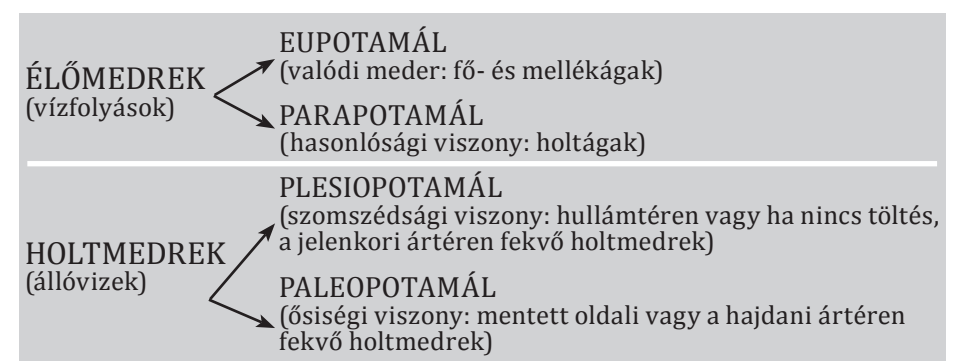 ÉLŐMEDREK
(vízfolyások)
EUPOTAMÁL
(valódi meder: fő- és mellékágak)
PARAPOTAMÁL
(hasonlósági viszony: holtágak)
HOLTMEDREK
(állóvizek)
PLESIOPOTAMÁL
(szomszédsági viszony: hullámtéren vagy ha nincs töltés,
a jelenkori ártéren fekvő holtmedrek)
PALEOPOTAMÁL
(ősiségi viszony: mentett oldali vagy a hajdani ártéren
fekvő holtmedrek)